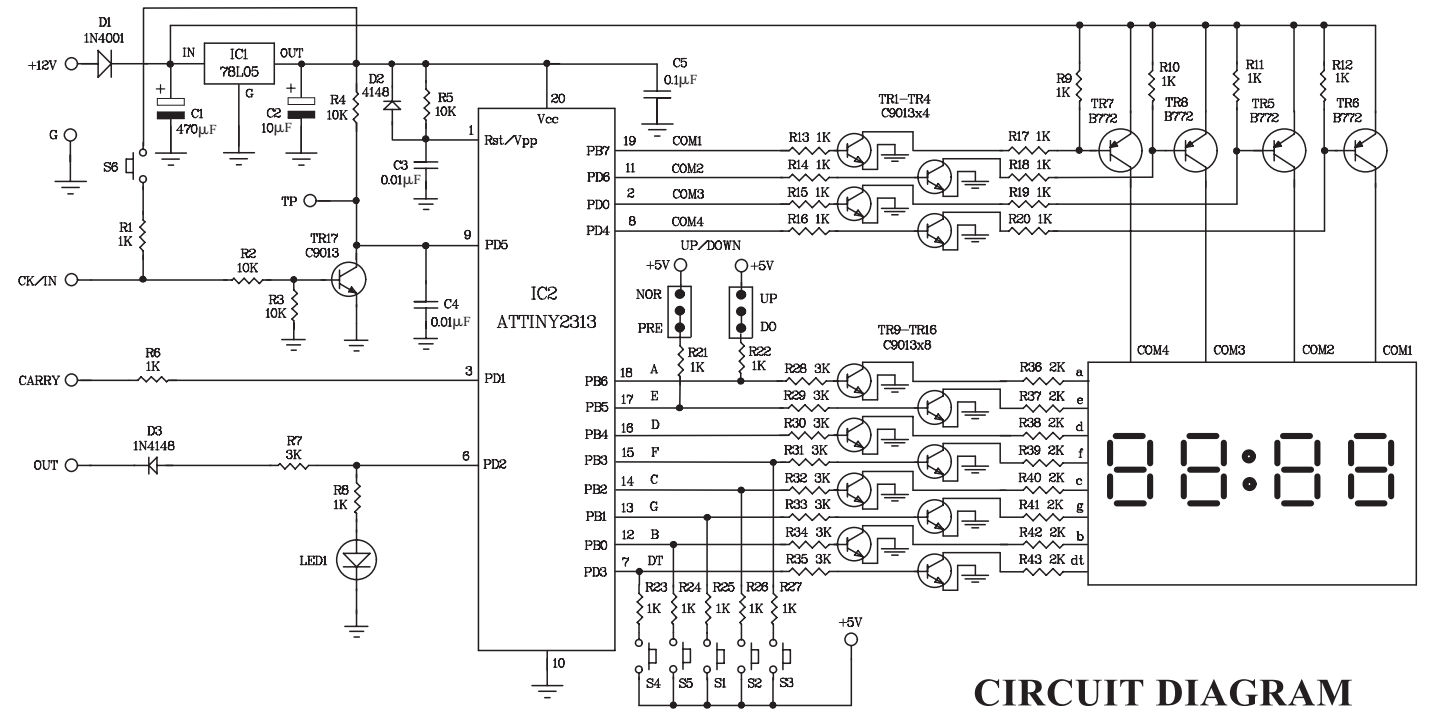 D1
1N4001
+12V
IN
IC1
78L05
OUT
G
+
C1
470μF
+
C2
10μF
R4
10K
D2
4148
R5
10K
C5
0.1μF
G
S6
R1
1K
TP
C3
0.01μF
TR17
C9013
CK/IN
R2
10K
R3
10K
C4
0.01μF
CARRY
R6
1K
OUT
D3
1N4148
R7
3K
R8
1K
LED1
20
Vcc
1 Rst/Vpp
9 PD5
IC2
ATTINY2313
3 PD1
6 PD2
10
PB7 19 COM1
PD6 11 COM2
PD0 2 COM3
PD4 8 COM4
UP/DOWN
+5V
+5V
NOR
PRE
UP
DO
R21
1K
R22
1K
PB6 18 A
PB5 17 E
PB4 16 D
PB3 15 F
PB2 14 C
PB1 13 G
PB0 12 B
PD3 7 DT
TR1-TR4
C9013x4
R13 1K
R14 1K
R15 1K
R16 1K
R17 1K
R18 1K
R19 1K
R20 1K
R9
1K
R10
1K
R11
1K
R12
1K
TR7
B772
TR8
B772
TR5
B772
TR6
B772
TR9-TR16
C9013x8
R28 3K
R29 3K
R30 3K
R31 3K
R32 3K
R33 3K
R34 3K
R35 3K
COM4
COM3
COM2
COM1
R36 2K a
R37 2K e
R38 2K d
R39 2K f
R40 2K c
R41 2K g
R42 2K b
R43 2K dt
88:88
R23
1K
R24
1K
R25
1K
R26
1K
R27
1K
+5V
S4
S5
S1
S2
S3
CIRCUIT DIAGRAM